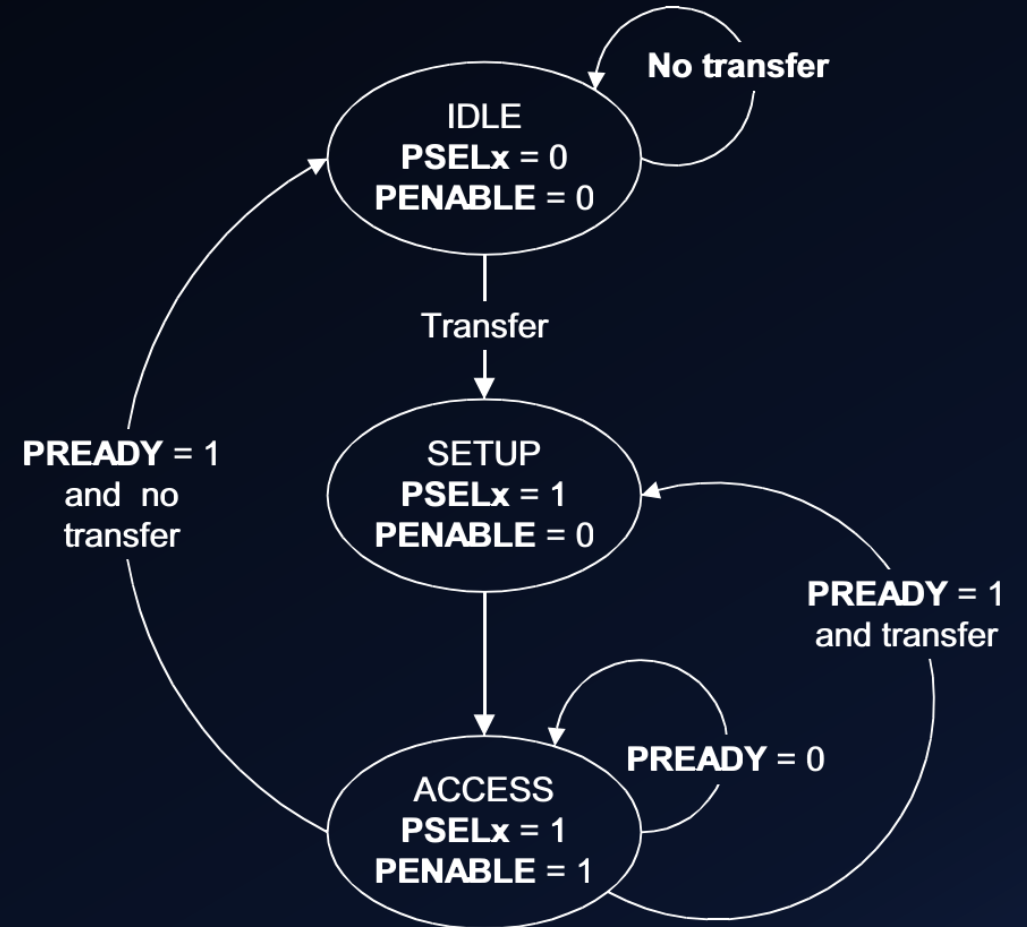 No transfer
IDLE
PSELx = 0
PENABLE = 0
Transfer
PREADY = 1
and no
transfer
SETUP
PSELx = 1
PENABLE = 0
PREADY = 1
and transfer
PREADY = 0
ACCESS
PSELx = 1
PENABLE = 1